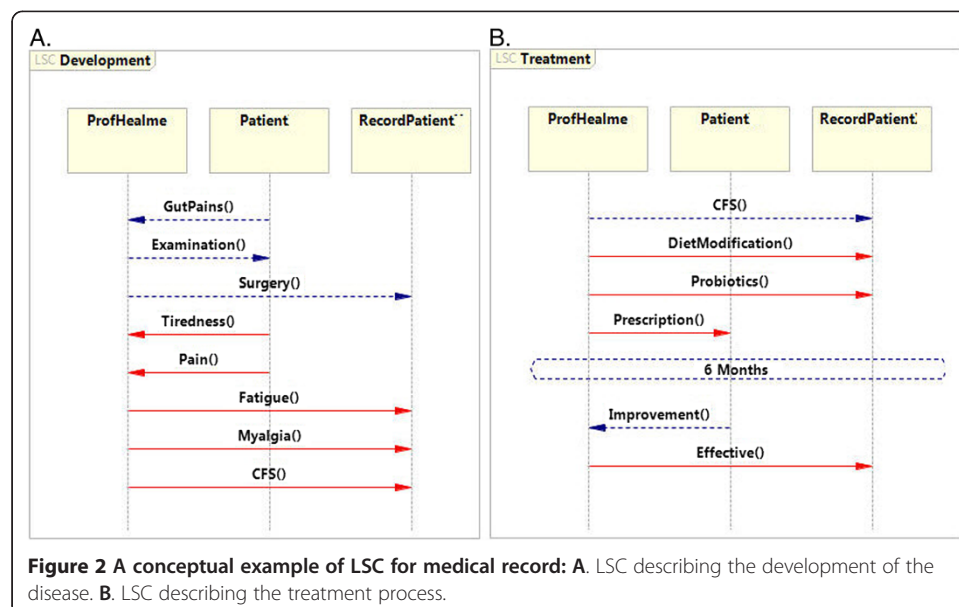 A.
LSC Development
ProfHealme
Patient
RecordPatient
GutPains()
Examination()
Surgery()
Tiredness()
Pain()
Fatigue()
Myalgia()
CFS()
B.
LSC Treatment
ProfHealme
Patient
RecordPatient
CFS()
DietModification()
Probiotics()
Prescription()
6 Months
Improvement()
Effective()
Figure 2 A conceptual example of LSC for medical record: A. LSC describing the development of the
disease. B. LSC describing the treatment process.